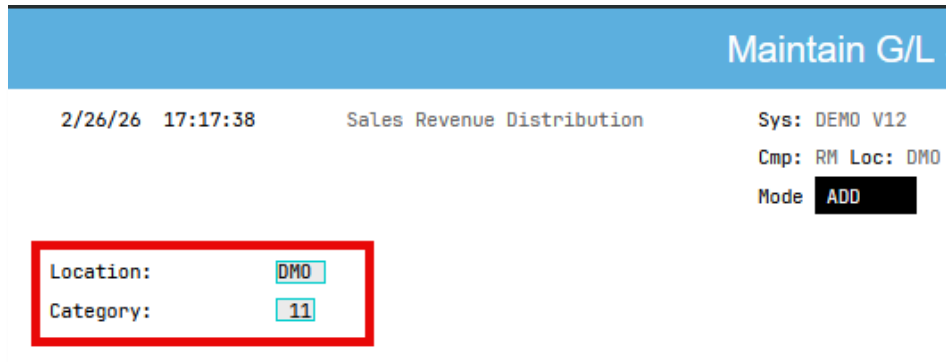 Maintain G/L
2/26/26 17:17:38 Sales Revenue Distribution Sys: DEMO V12
Cmp: RM Loc: DMO
Mode ADD
Location: DMO
Category: 11